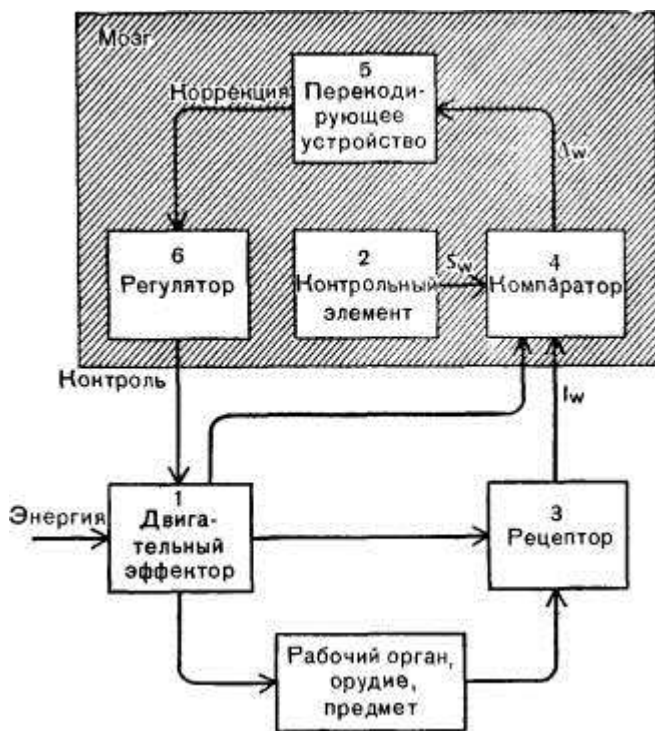 Мозг
5
Перекоди-
рующее
устройство
Коррекция
Δw
6
Регулятор
2
Контрольный
элемент
Sw
4
Компаратор
Контроль
Iw
Энергия
1
Двига-
тельный
эффектор
3
Рецептор
Рабочий орган,
орудие,
предмет